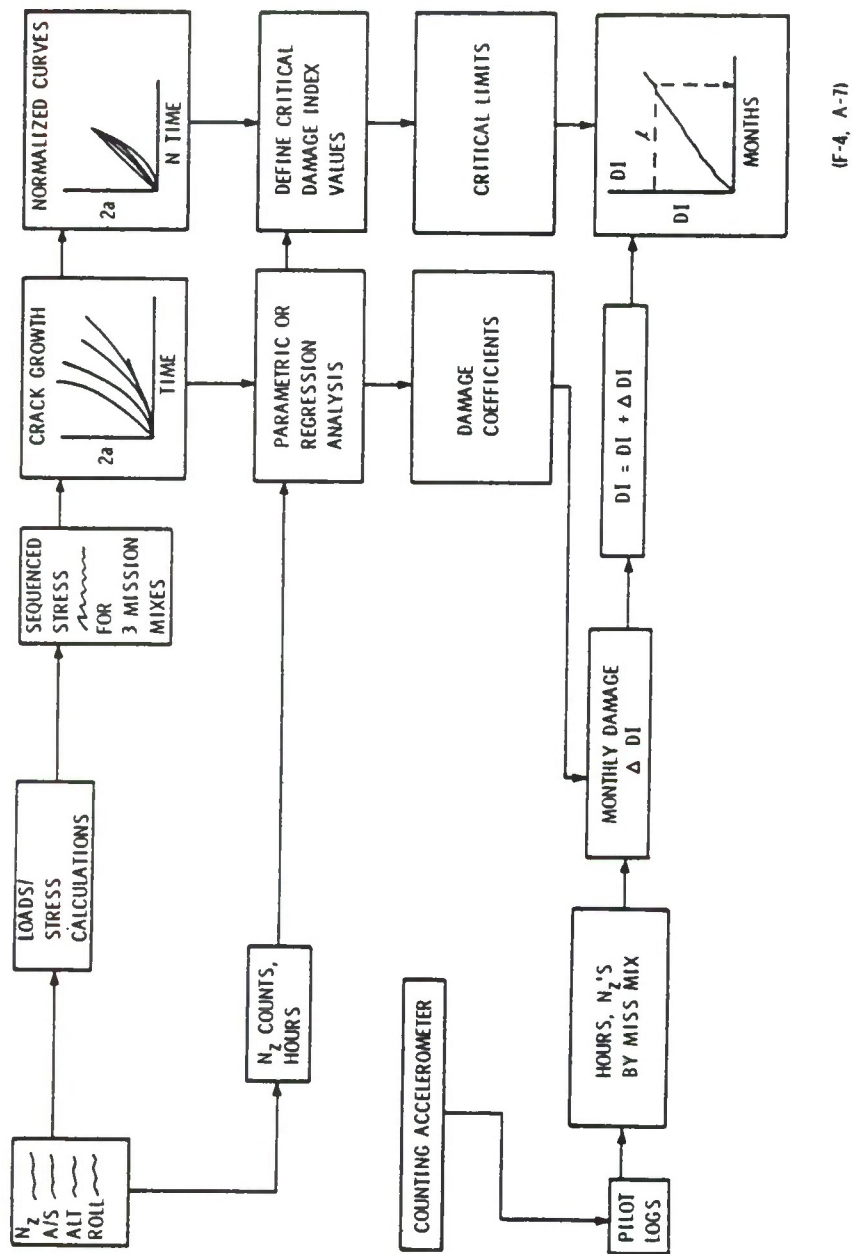 N_Z
A/S
ALT
ROLL
LOADS/
STRESS
CALCULATIONS
SEQUENCED
STRESS
FOR
3 MISSION
MIXES
CRACK GROWTH
2a
TIME
NORMALIZED CURVES
2a
N TIME
N_Z COUNTS,
HOURS
PARAMETRIC OR
REGRESSION
ANALYSIS
DEFINE CRITICAL
DAMAGE INDEX
VALUES
COUNTING ACCELEROMETER
DAMAGE
COEFFICIENTS
CRITICAL LIMITS
PILOT
LOGS
HOURS, N_Z'S
BY MISS MIX
MONTHLY DAMAGE
Δ DI
DI = DI + Δ DI
DI
DI
MONTHS
(F-4, A-7)